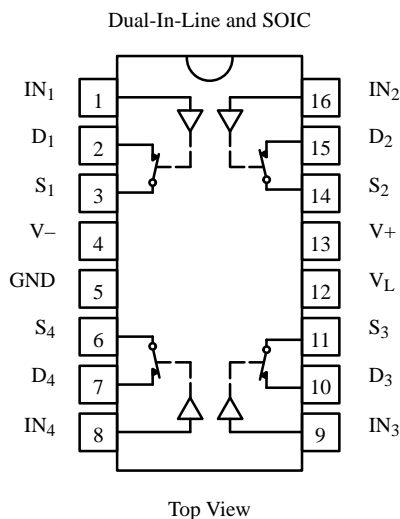 Dual-In-Line and SOIC
IN1 1 16 IN2
D1 2 15 D2
S1 3 14 S2
V– 4 13 V+
GND 5 12 VL
S4 6 11 S3
D4 7 10 D3
IN4 8 9 IN3
Top View